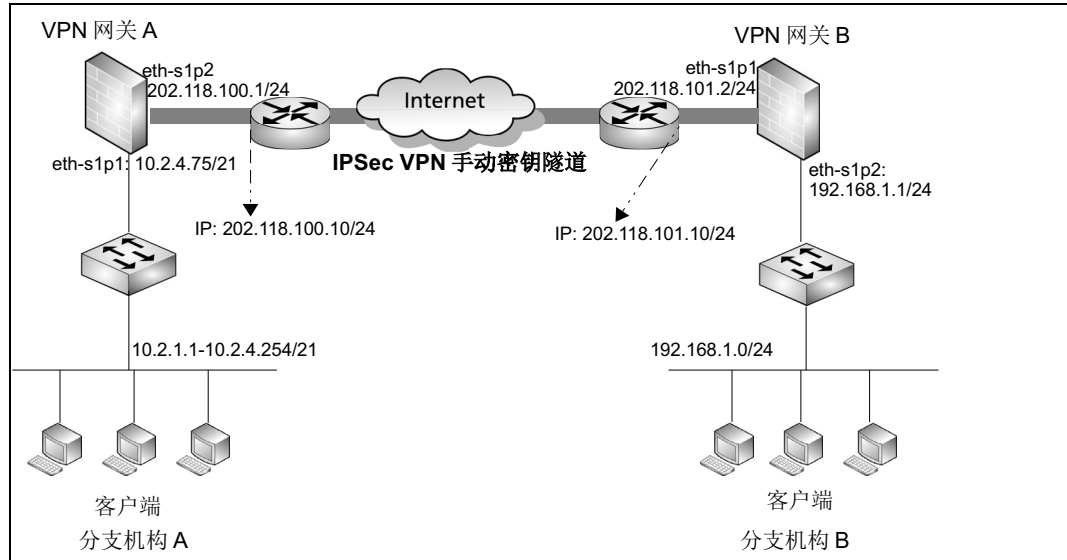 VPN 网关 A
VPN 网关 B
eth-s1p2
202.118.100.1/24
Internet
eth-s1p1
202.118.101.2/24
eth-s1p1: 10.2.4.75/21
IPSec VPN 手动密钥隧道
eth-s1p2:
192.168.1.1/24
IP: 202.118.100.10/24
IP: 202.118.101.10/24
10.2.1.1-10.2.4.254/21
192.168.1.0/24
客户端
分支机构 A
客户端
分支机构 B